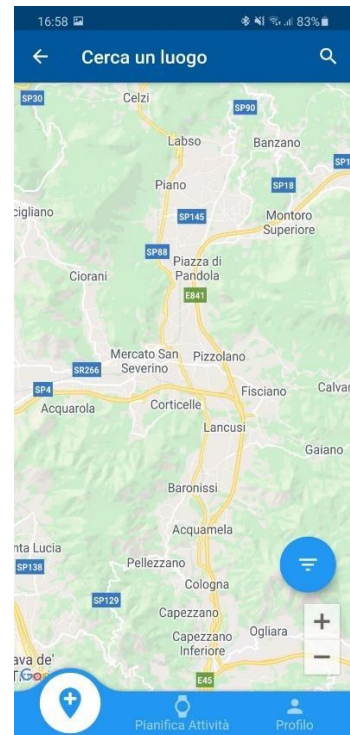 16:58 83%
Cerca un luogo
SP30
Celzi
SP90
Labso
Banzano
Piano
SP18
cigliano
SP145
Montoro
Superiore
SP88
Piazza di
Pandola
Ciorani
E841
Mercato San
Severino
Pizzolano
SR266
SP4
Fisciano
Acquarola
Corticelle
Lancusi
Gaiano
Baronissi
Acquamela
nta Lucia
SP138
Pellezzano
Cologna
SP129
Capezzano
Capezzano
Inferiore
Ogliara
+
ava de'
−
E45
Pianifica Attività
Profilo